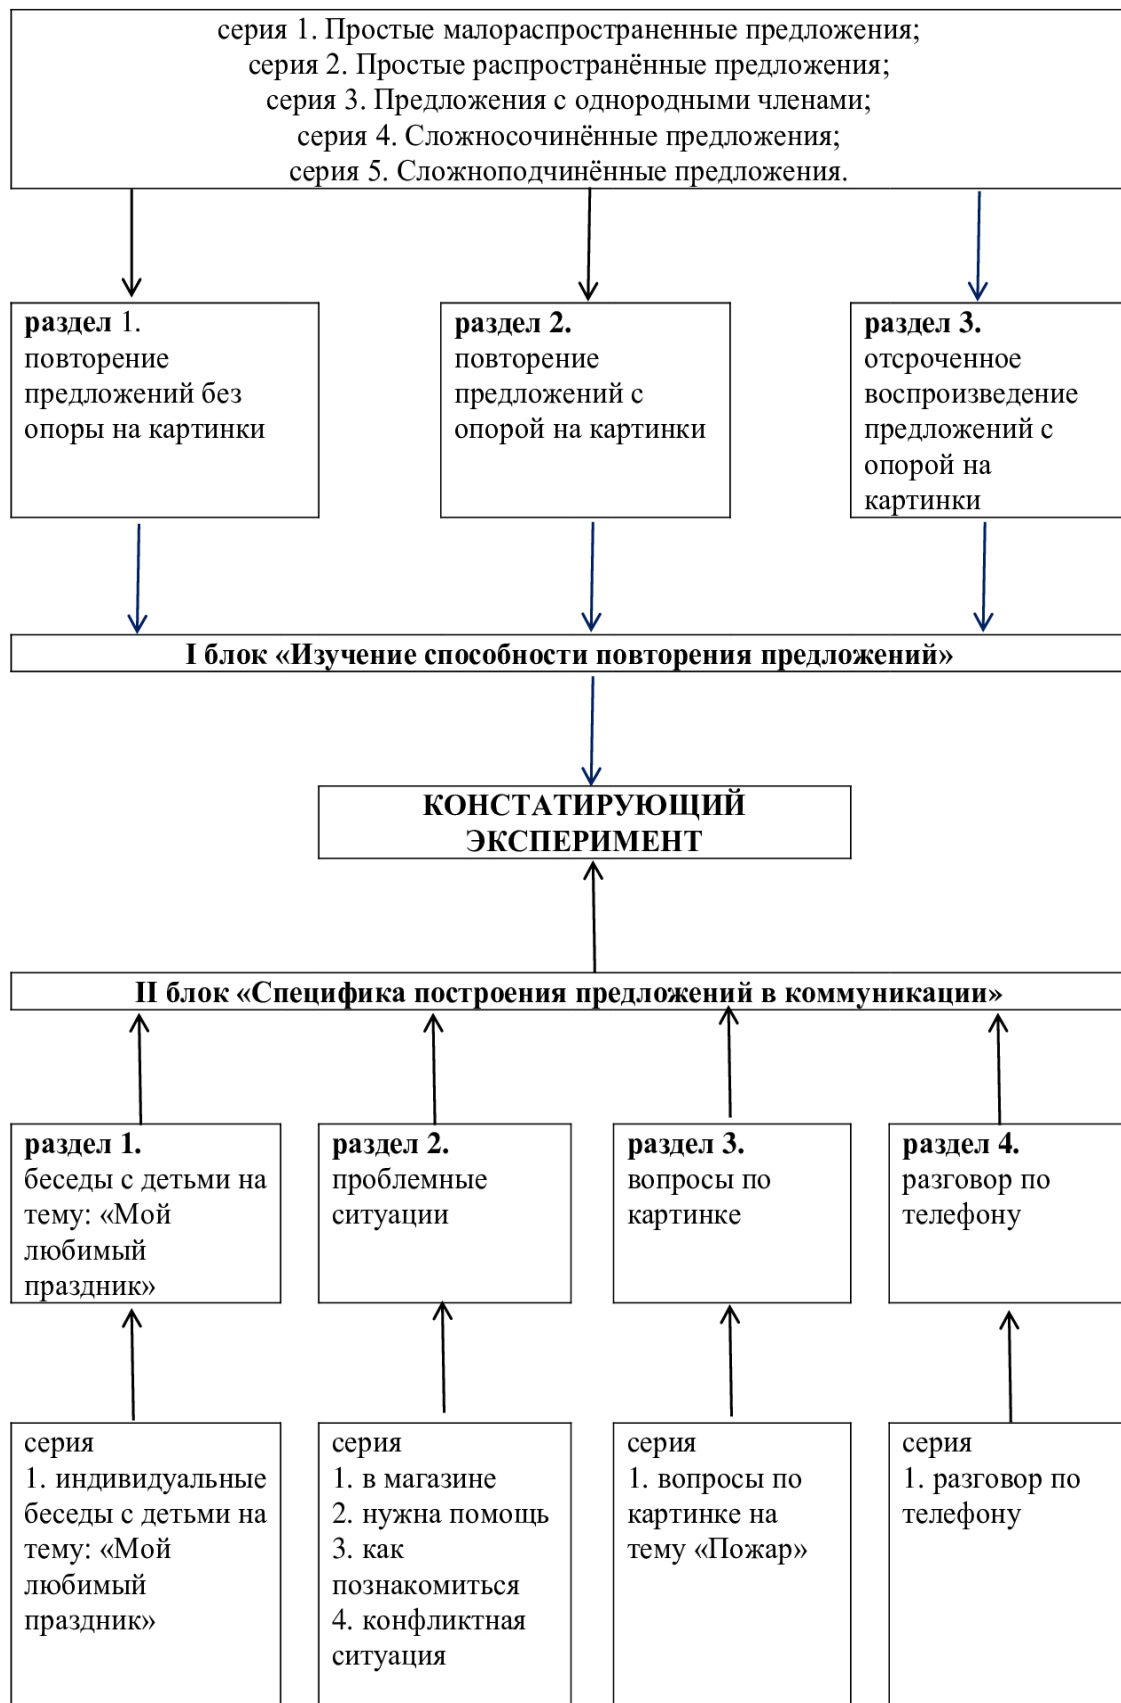 серия 1. Простые малораспространенные предложения;
серия 2. Простые распространённые предложения;
серия 3. Предложения с однородными членами;
серия 4. Сложносочинённые предложения;
серия 5. Сложноподчинённые предложения.
раздел 1.
повторение
предложений без
опоры на картинки
раздел 2.
повторение
предложений с
опорой на картинки
раздел 3.
отсроченное
воспроизведение
предложений с
опорой на
картинки
I блок «Изучение способности повторения предложений»
КОНСТАТИРУЮЩИЙ
ЭКСПЕРИМЕНТ
II блок «Специфика построения предложений в коммуникации»
раздел 1.
беседы с детьми на
тему: «Мой
любимый
праздник»
раздел 2.
проблемные
ситуации
раздел 3.
вопросы по
картинке
раздел 4.
разговор по
телефону
серия
1. индивидуальные
беседы с детьми на
тему: «Мой
любимый
праздник»
серия
1. в магазине
2. нужна помощь
3. как
познакомиться
4. конфликтная
ситуация
серия
1. вопросы по
картинке на
тему «Пожар»
серия
1. разговор по
телефону